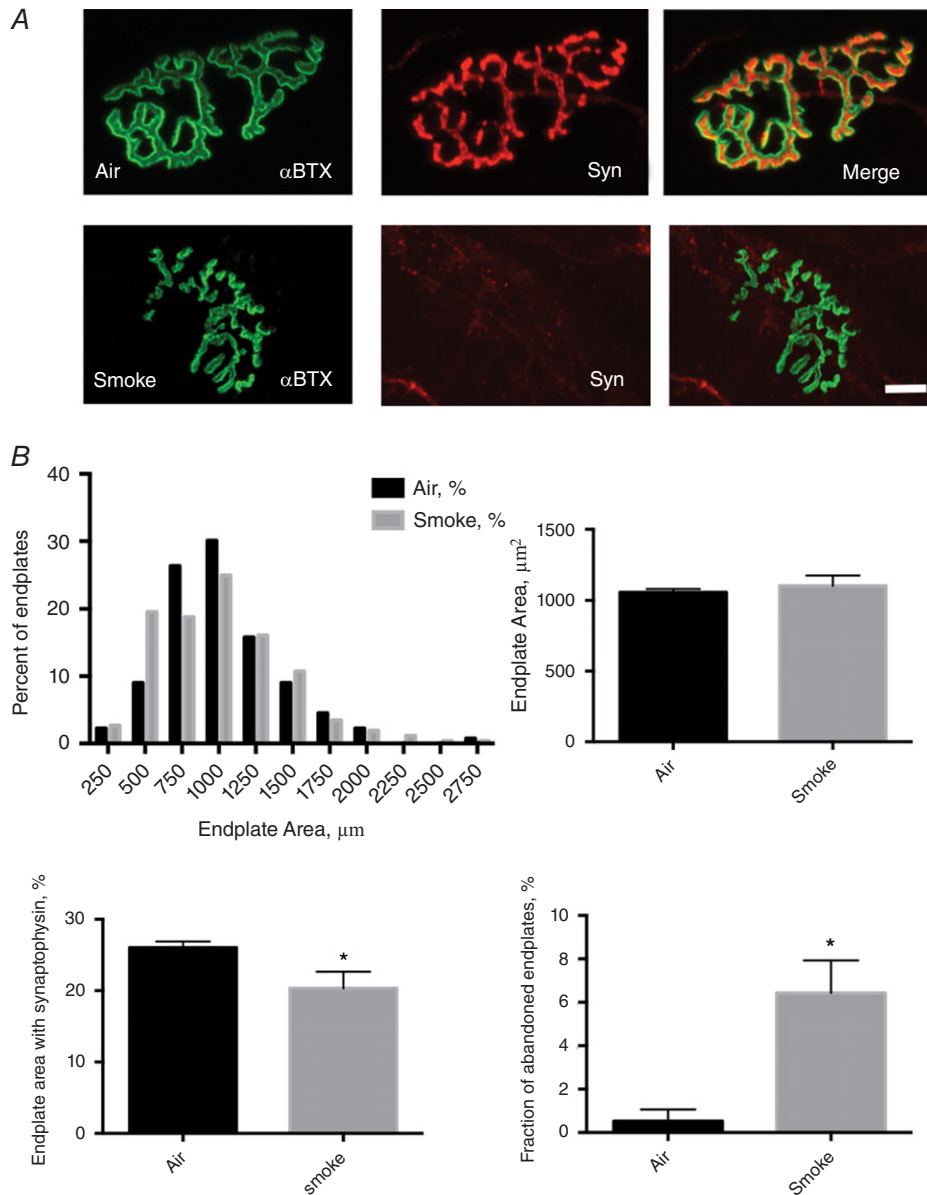 A
Air
αBTX
Syn
Merge
Smoke
αBTX
Syn
B
Percent of endplates
40
30
20
10
0
250
500
750
1000
1250
1500
1750
2000
2250
2500
2750
Endplate Area, μm
Air, %
Smoke, %
Endplate Area, μm²
1500
1000
500
0
Air
Smoke
Endplate area with synaptophysin, %
30
20
10
0
*
Air
smoke
Fraction of abandoned endplates, %
10
8
6
4
2
0
*
Air
Smoke